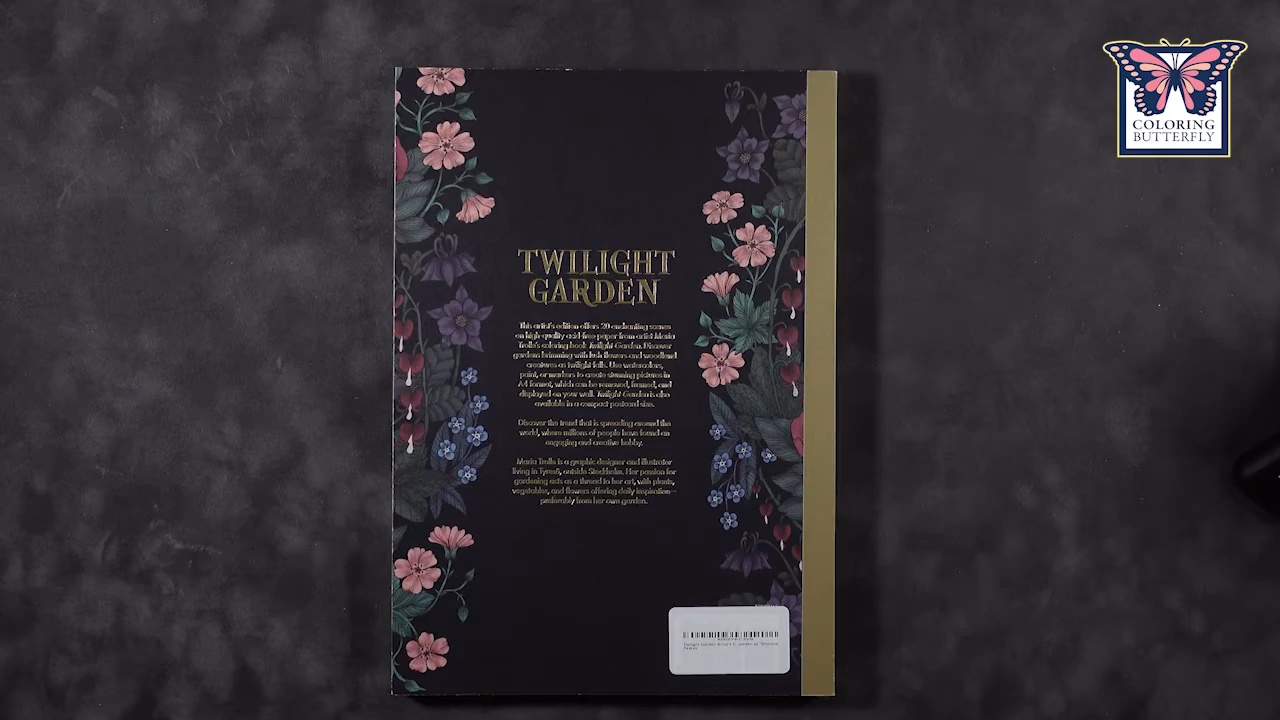 COLORING
BUTTERFLY
TWILIGHT
GARDEN
This artist's edition offers 20 enchanting scenes
on high-quality acid-free paper from artist Maria
Trolle's coloring book Twilight Garden. Discover
gardens brimming with lush flowers and woodland
creatures as twilight falls. Use watercolors,
paint, or markers to create stunning pictures in
A4 format, which can be removed, framed, and
displayed on your wall. Twilight Garden is also
available in a compact postcard size.
Discover the trend that is spreading around the
world, where millions of people have found an
engaging and creative hobby.
Maria Trolle is a graphic designer and illustrator
living in Tyresö, outside Stockholm. Her passion for
gardening acts as a thread to her art, with plants,
vegetables, and flowers offering daily inspiration—
preferably from her own garden.